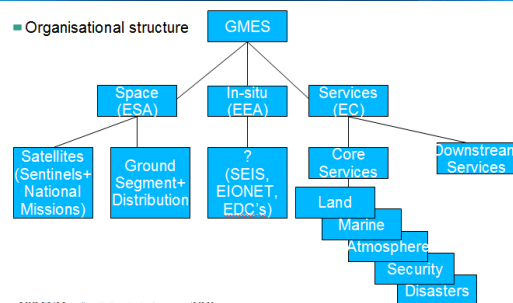 Organisational structure
GMES
Space
(ESA)
In-situ
(EEA)
Services
(EC)
Satellites
(Sentinels+
National
Missions)
Ground
Segment+
Distribution
?
(SEIS,
EIONET,
EDC's)
Core
Services
Downstream
Services
Land
Marine
Atmosphere
Security
Disasters